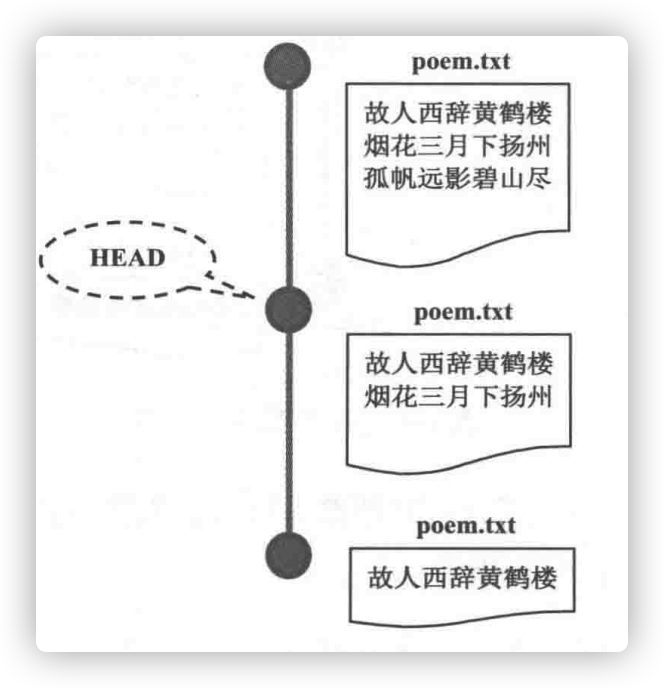 poem.txt
故人西辞黄鹤楼
烟花三月下扬州
孤帆远影碧山尽
HEAD
poem.txt
故人西辞黄鹤楼
烟花三月下扬州
poem.txt
故人西辞黄鹤楼